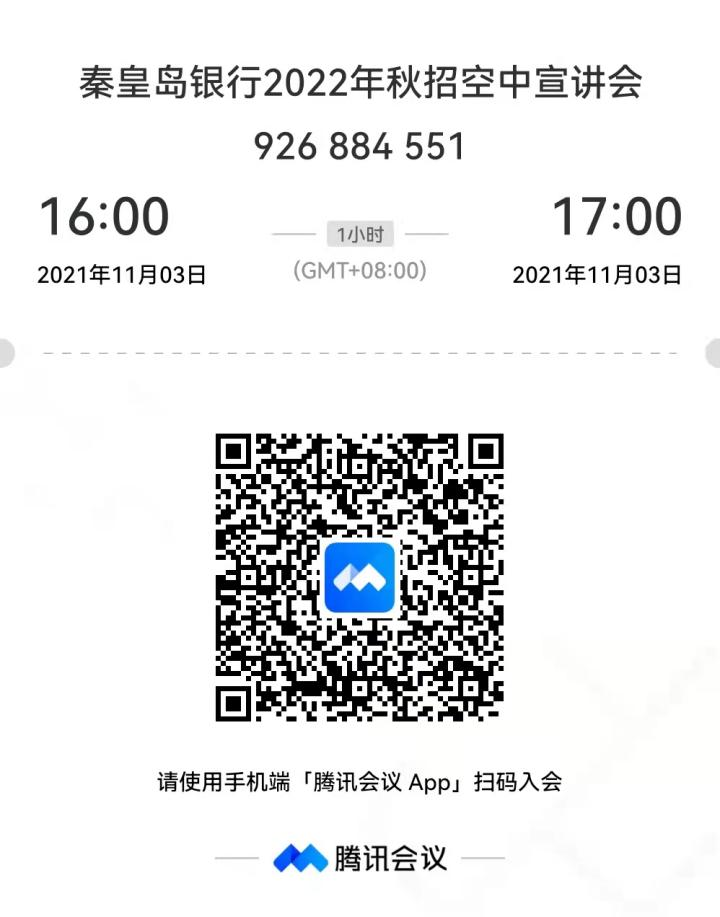 秦皇岛银行2022年秋招空中宣讲会
926 884 551
16:00
1小时
17:00
2021年11月03日
(GMT+08:00)
2021年11月03日
请使用手机端「腾讯会议 App」扫码入会
腾讯会议